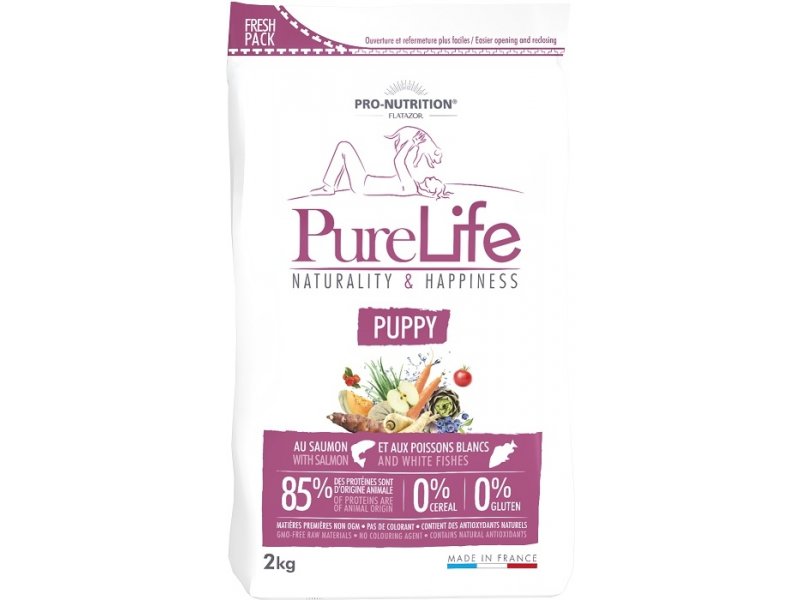 FRESH
PACK
Ouverture et refermeture plus faciles / Easier opening and reclosing
PRO-NUTRITION®
FLATAZOR
PureLife
NATURALITY & HAPPINESS
PUPPY
AU SAUMON ET AUX POISSONS BLANCS
WITH SALMON AND WHITE FISHES
85% DES PROTÉINES SONT
D'ORIGINE ANIMALE
OF PROTEINS ARE
OF ANIMAL ORIGIN
0%
CEREAL
0%
GLUTEN
MATIÈRES PREMIÈRES NON OGM • PAS DE COLORANT • CONTIENT DES ANTIOXYDANTS NATURELS
GMO-FREE RAW MATERIALS • NO COLOURING AGENT • CONTAINS NATURAL ANTIOXIDANTS
2kg
MADE IN FRANCE